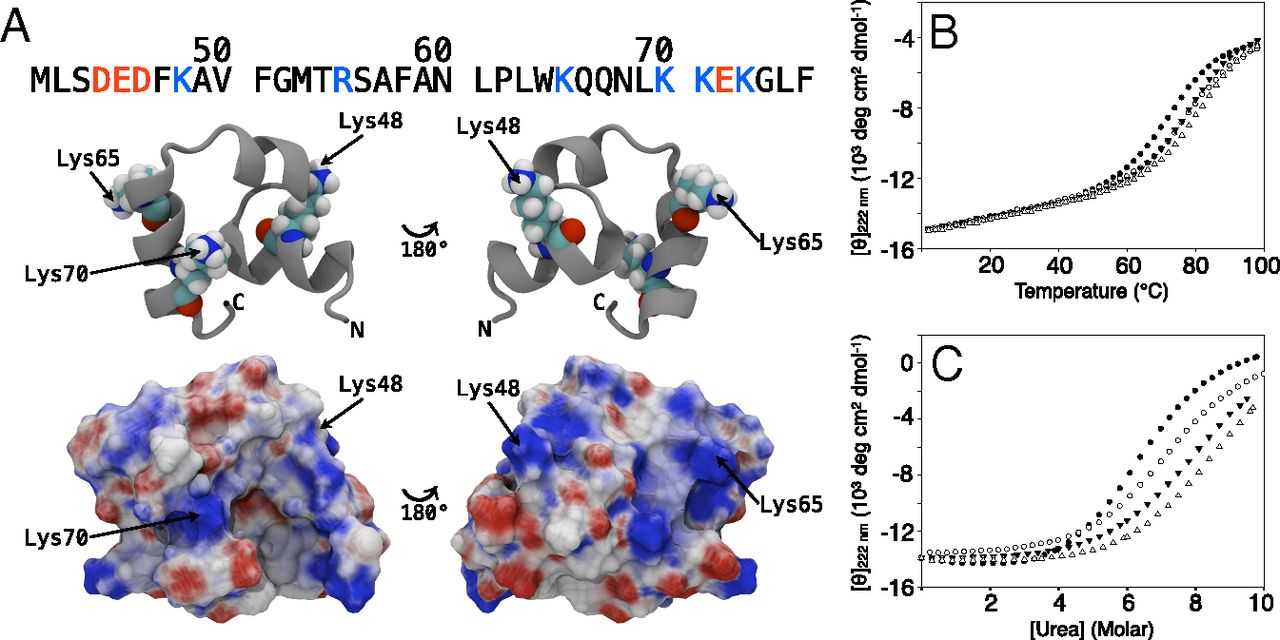 A
50 60 70
MLSDEDFKAV FGMTRSAFAN LPLWKQQNLK KEKGLF
Lys48
Lys65
Lys70
C
N
180°
Lys48
Lys65
C
N
Lys48
Lys70
180°
Lys48
Lys65
B
[θ]222 nm (10³ deg cm² dmol⁻¹)
-4
-8
-12
-16
20 40 60 80 100
Temperature (°C)
C
[θ]222 nm (10³ deg cm² dmol⁻¹)
0
-4
-8
-12
-16
2 4 6 8 10
[Urea] (Molar)